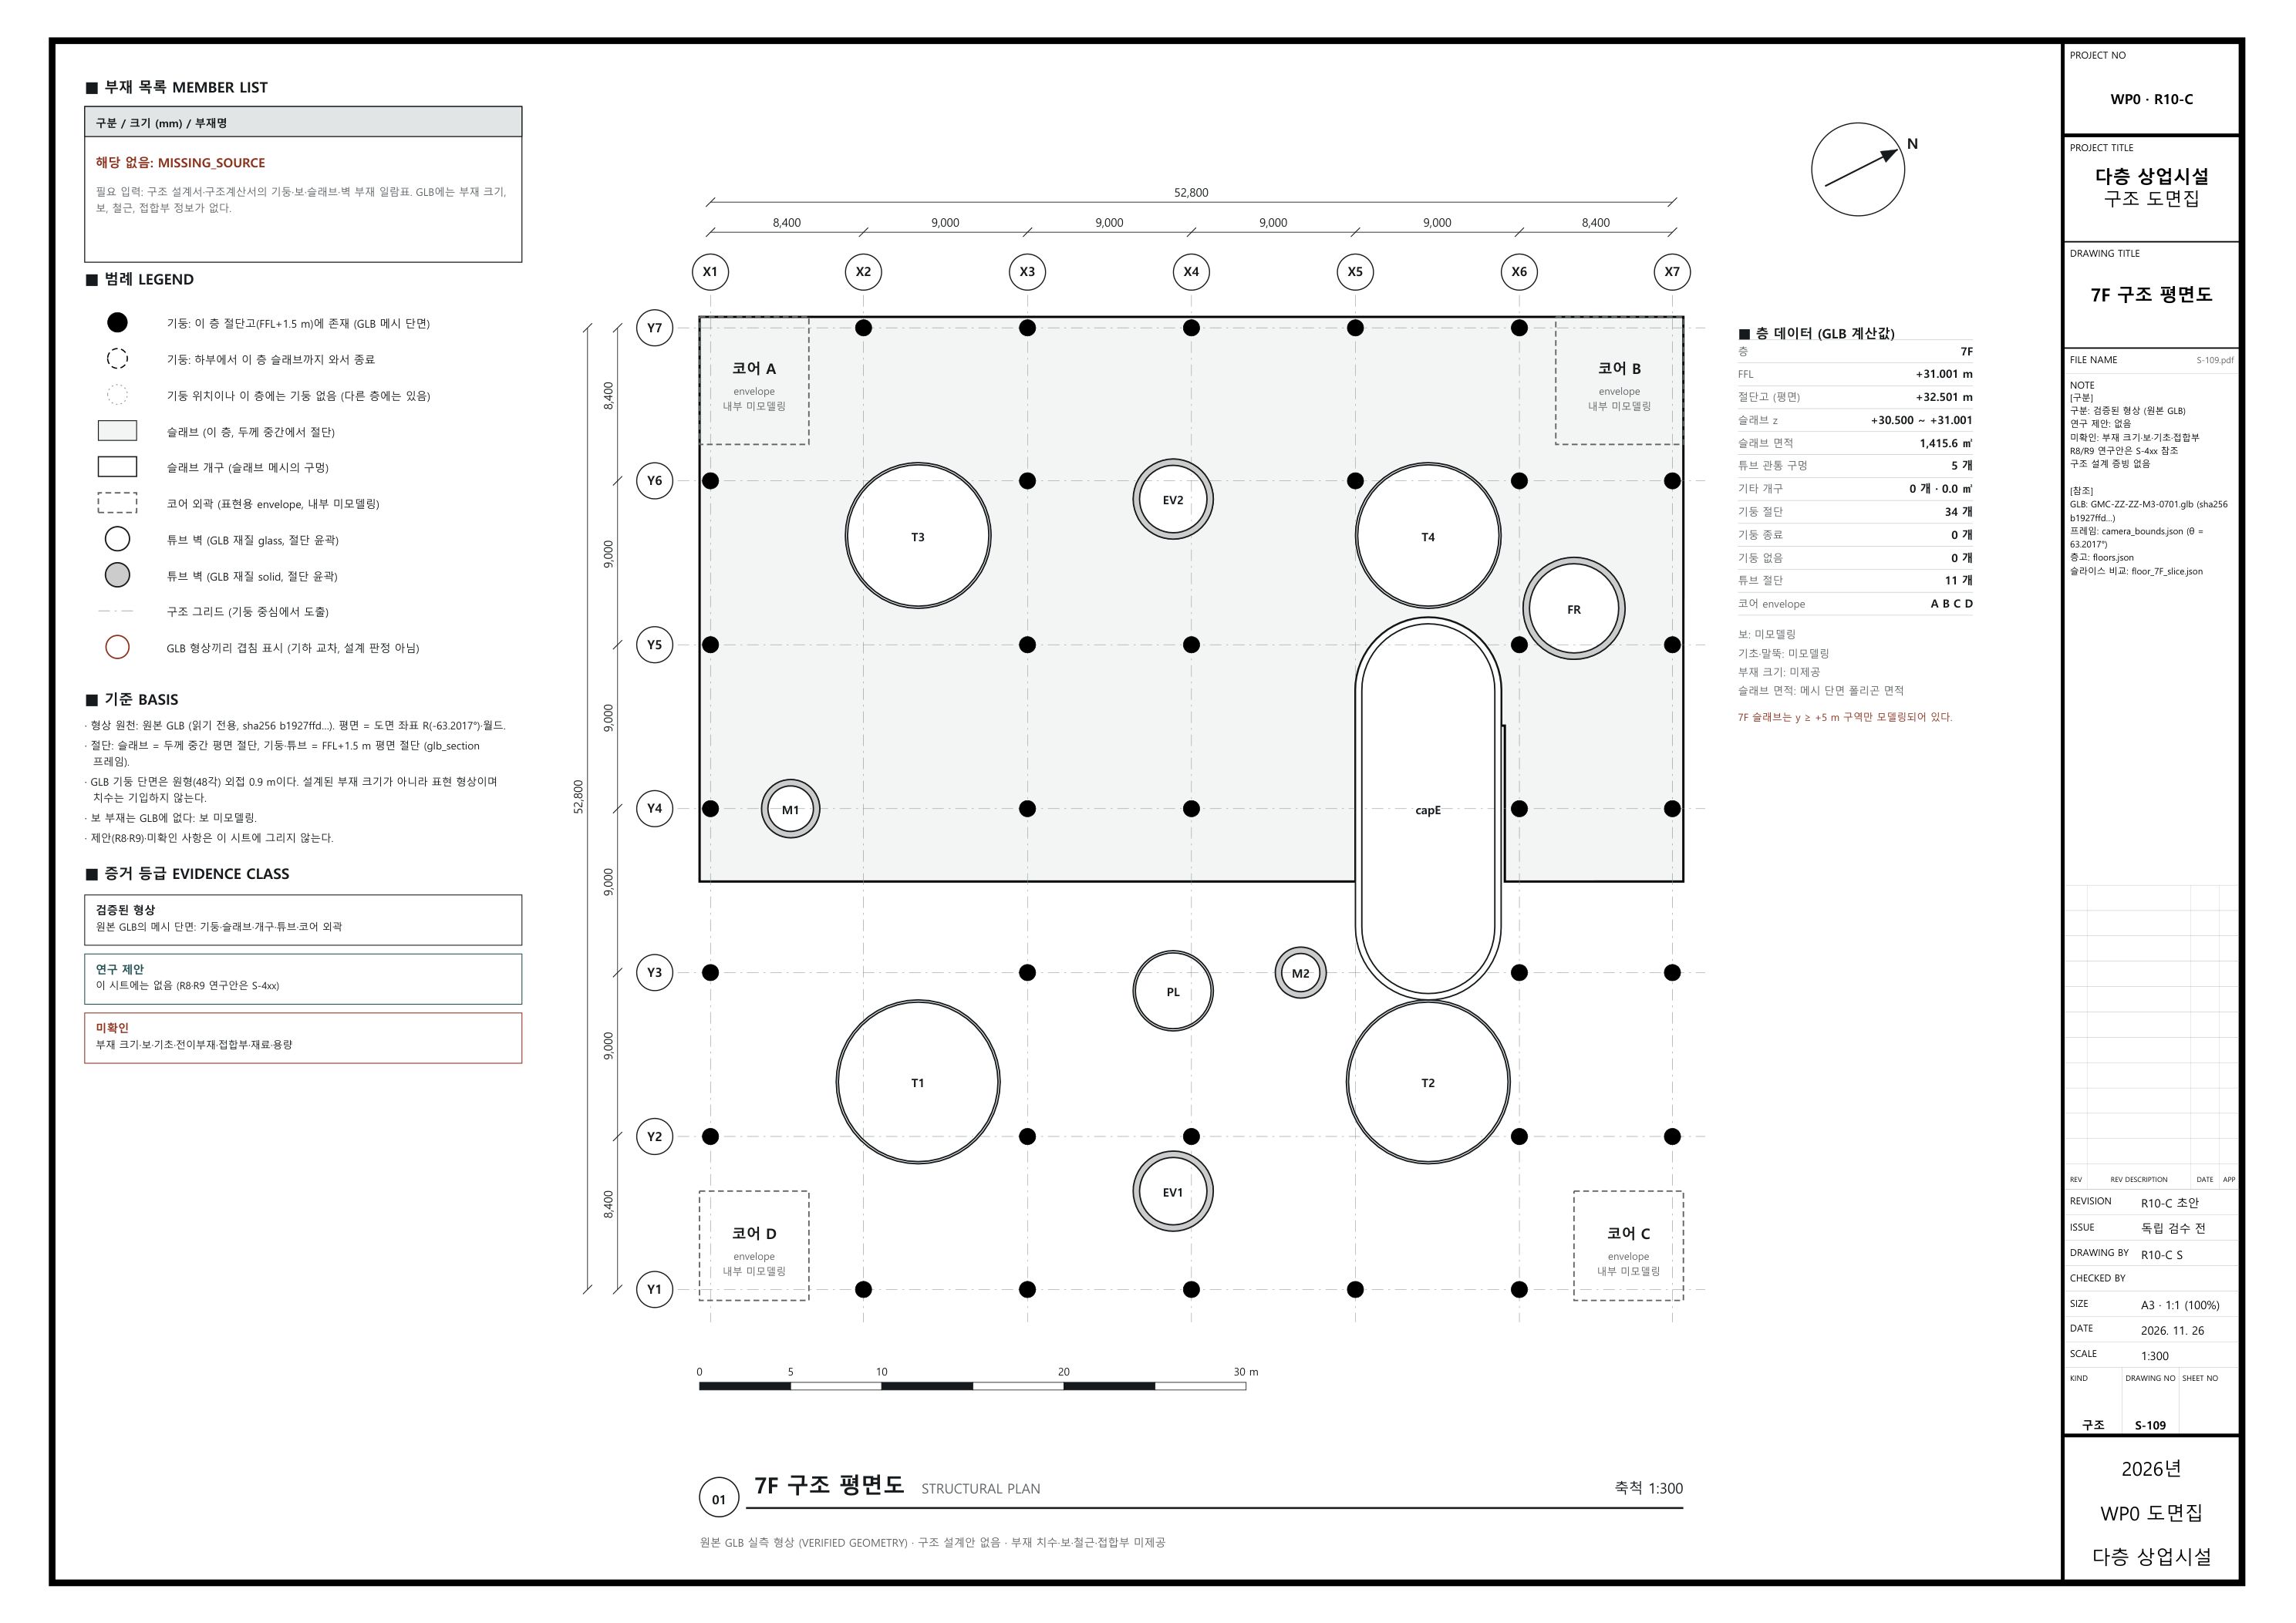 ■ 부재 목록 MEMBER LIST
구분 / 크기 (mm) / 부재명
해당 없음: MISSING_SOURCE
필요 입력: 구조 설계서·구조계산서의 기둥·보·슬래브·벽 부재 일람표. GLB에는 부재 크기,
보, 철근, 접합부 정보가 없다.
■ 범례 LEGEND
기둥: 이 층 절단고(FFL+1.5 m)에 존재 (GLB 메시 단면)
기둥: 하부에서 이 층 슬래브까지 와서 종료
기둥 위치이나 이 층에는 기둥 없음 (다른 층에는 있음)
슬래브 (이 층, 두께 중간에서 절단)
슬래브 개구 (슬래브 메시의 구멍)
코어 외곽 (표현용 envelope, 내부 미모델링)
튜브 벽 (GLB 재질 glass, 절단 윤곽)
튜브 벽 (GLB 재질 solid, 절단 윤곽)
구조 그리드 (기둥 중심에서 도출)
GLB 형상끼리 겹침 표시 (기하 교차, 설계 판정 아님)
■ 기준 BASIS
· 형상 원천: 원본 GLB (읽기 전용, sha256 b1927ffd…). 평면 = 도면 좌표 R(-63.2017°)·월드.
· 절단: 슬래브 = 두께 중간 평면 절단, 기둥·튜브 = FFL+1.5 m 평면 절단 (glb_section
프레임).
· GLB 기둥 단면은 원형(48각) 외접 0.9 m이다. 설계된 부재 크기가 아니라 표현 형상이며
치수는 기입하지 않는다.
· 보 부재는 GLB에 없다: 보 미모델링.
· 제안(R8·R9)·미확인 사항은 이 시트에 그리지 않는다.
■ 증거 등급 EVIDENCE CLASS
검증된 형상
원본 GLB의 메시 단면: 기둥·슬래브·개구·튜브·코어 외곽
연구 제안
이 시트에는 없음 (R8·R9 연구안은 S-4xx)
미확인
부재 크기·보·기초·전이부재·접합부·재료·용량
52,800
8,400 9,000 9,000 9,000 9,000 8,400
X1 X2 X3 X4 X5 X6 X7
Y7
8,400
코어 A
envelope
내부 미모델링
코어 B
envelope
내부 미모델링
Y6
EV2
T3
T4
9,000
FR
Y5
9,000
52,800
Y4
M1
capE
9,000
Y3
M2
PL
9,000
T1
T2
Y2
EV1
8,400
코어 D
envelope
내부 미모델링
코어 C
envelope
내부 미모델링
Y1
0 5 10 20 30 m
01
7F 구조 평면도 STRUCTURAL PLAN
축척 1:300
원본 GLB 실측 형상 (VERIFIED GEOMETRY) · 구조 설계안 없음 · 부재 치수·보·철근·접합부 미제공
N
■ 층 데이터 (GLB 계산값)
층 7F
FFL +31.001 m
절단고 (평면) +32.501 m
슬래브 z +30.500 ~ +31.001
슬래브 면적 1,415.6 ㎡
튜브 관통 구멍 5 개
기타 개구 0 개 · 0.0 ㎡
기둥 절단 34 개
기둥 종료 0 개
기둥 없음 0 개
튜브 절단 11 개
코어 envelope A B C D
보: 미모델링
기초·말뚝: 미모델링
부재 크기: 미제공
슬래브 면적: 메시 단면 폴리곤 면적
7F 슬래브는 y ≥ +5 m 구역만 모델링되어 있다.
PROJECT NO
WP0 · R10-C
PROJECT TITLE
다층 상업시설
구조 도면집
DRAWING TITLE
7F 구조 평면도
FILE NAME S-109.pdf
NOTE
[구분]
구분: 검증된 형상 (원본 GLB)
연구 제안: 없음
미확인: 부재 크기·보·기초·접합부
R8/R9 연구안은 S-4xx 참조
구조 설계 증빙 없음
[참조]
GLB: GMC-ZZ-ZZ-M3-0701.glb (sha256
b1927ffd…)
프레임: camera_bounds.json (θ =
63.2017°)
층고: floors.json
슬라이스 비교: floor_7F_slice.json
REV REV DESCRIPTION DATE APP
REVISION R10-C 초안
ISSUE 독립 검수 전
DRAWING BY R10-C S
CHECKED BY
SIZE A3 · 1:1 (100%)
DATE 2026. 11. 26
SCALE 1:300
KIND DRAWING NO SHEET NO
구조 S-109
2026년
WP0 도면집
다층 상업시설